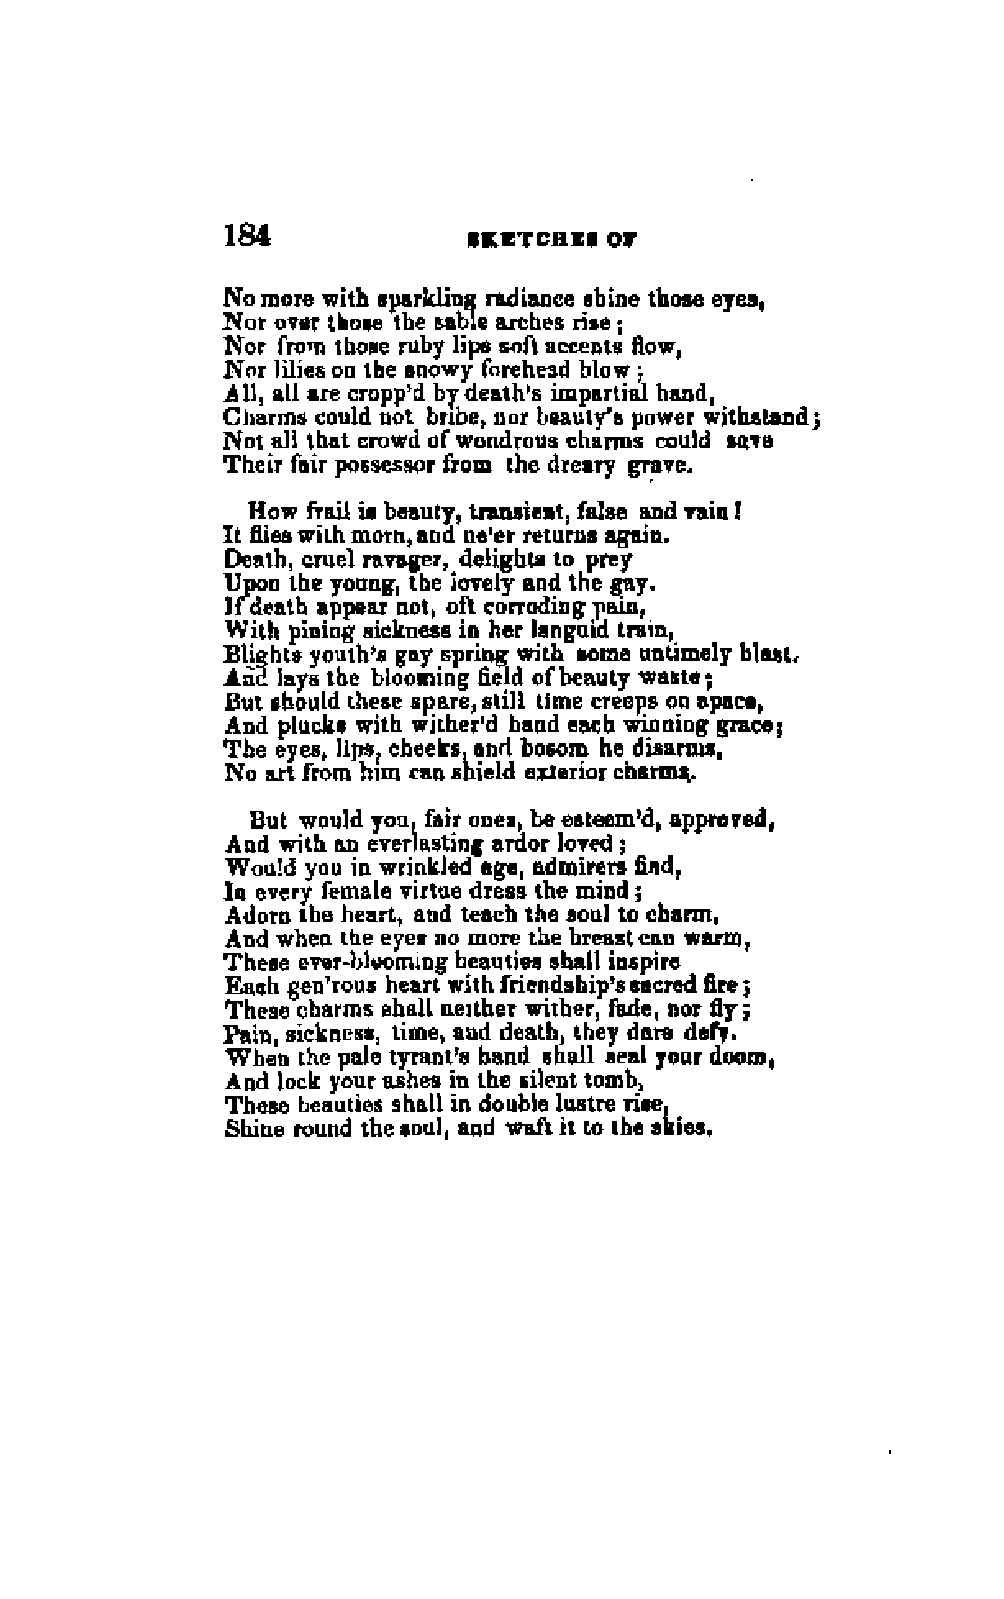 184 SKETCHES OF
No more with sparkling radiance shine those eyes,
Nor over those the sable arches rise;
Nor from those ruby lips soft accents flow,
Nor lilies on the snowy forehead blow;
All, all are cropp'd by death's impartial hand,
Charms could not bribe, nor beauty's power withstand;
Not all that crowd of wondrous charms could save
Their fair possessor from the dreary grave.
How frail is beauty, transient, false and vain!
It flies with morn, and ne'er returns again.
Death, cruel ravager, delights to prey
Upon the young, the lovely and the gay.
If death appear not, oft corroding pain,
With pining sickness in her languid train,
Blights youth's gay spring with some untimely blast,
And lays the blooming field of beauty waste;
But should these spare, still time creeps on apace,
And plucks with wither'd hand each winning grace;
The eyes, lips, cheeks, and bosom he disarms,
No art from him can shield exterior charms.
But would you, fair ones, be esteem'd, approved,
And with an everlasting ardor loved;
Would you in wrinkled age, admirers find,
In every female virtue dress the mind;
Adorn the heart, and teach the soul to charm,
And when the eyes no more the breast can warm,
These ever-blooming beauties shall inspire
Each gen'rous heart with friendship's sacred fire;
These charms shall neither wither, fade, nor fly;
Pain, sickness, time, and death, they dare defy.
When the pale tyrant's hand shall seal your doom,
And lock your ashes in the silent tomb,
These beauties shall in double lustre rise,
Shine round the soul, and waft it to the skies.